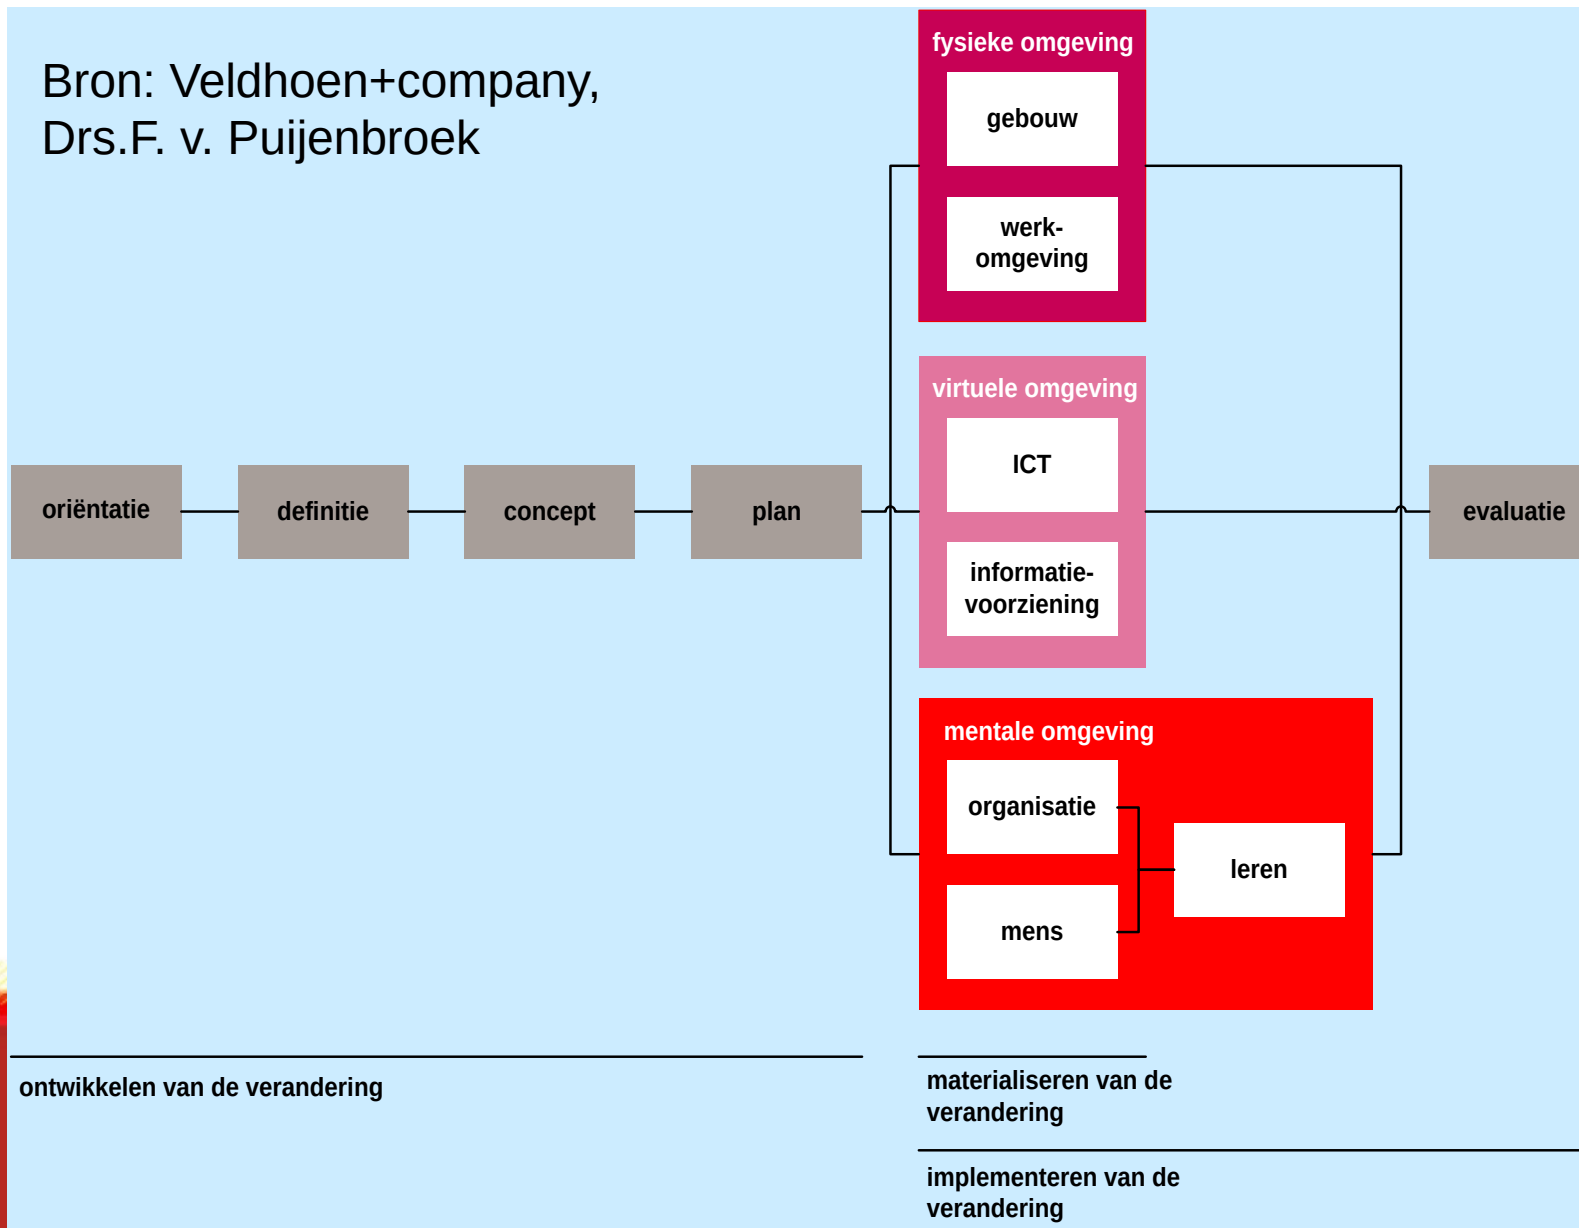 Bron: Veldhoen+company,
Drs.F. v. Puijenbroek
fysieke omgeving
gebouw
werk-
omgeving
virtuele omgeving
ICT
informatie-
voorziening
oriëntatie
definitie
concept
plan
evaluatie
mentale omgeving
organisatie
mens
leren
ontwikkelen van de verandering
materialiseren van de
verandering
implementeren van de
verandering